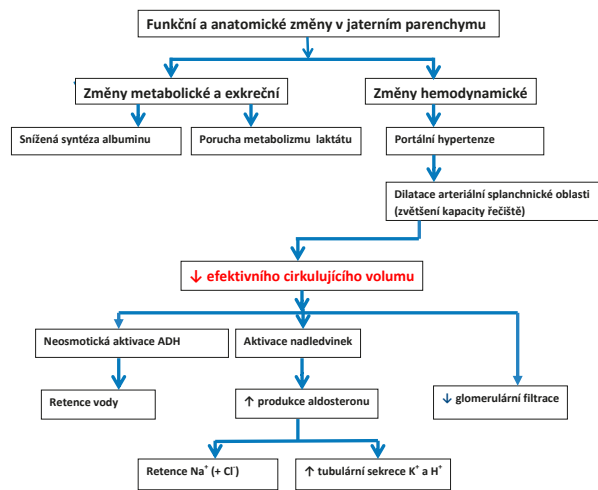 Funkční a anatomické změny v jaterním parenchymu
Změny metabolické a exkreční
Změny hemodynamické
Snížená syntéza albuminu
Porucha metabolizmu laktátu
Portální hypertenze
Dilatace arteriální splanchnické oblasti
(zvětšení kapacity řečiště)
↓ efektivního cirkulujícího volumu
Neosmotická aktivace ADH
Aktivace nadledvinek
Retence vody
↑ produkce aldosteronu
↓ glomerulární filtrace
Retence Na⁺ (+ Cl⁻)
↑ tubulární sekrece K⁺ a H⁺